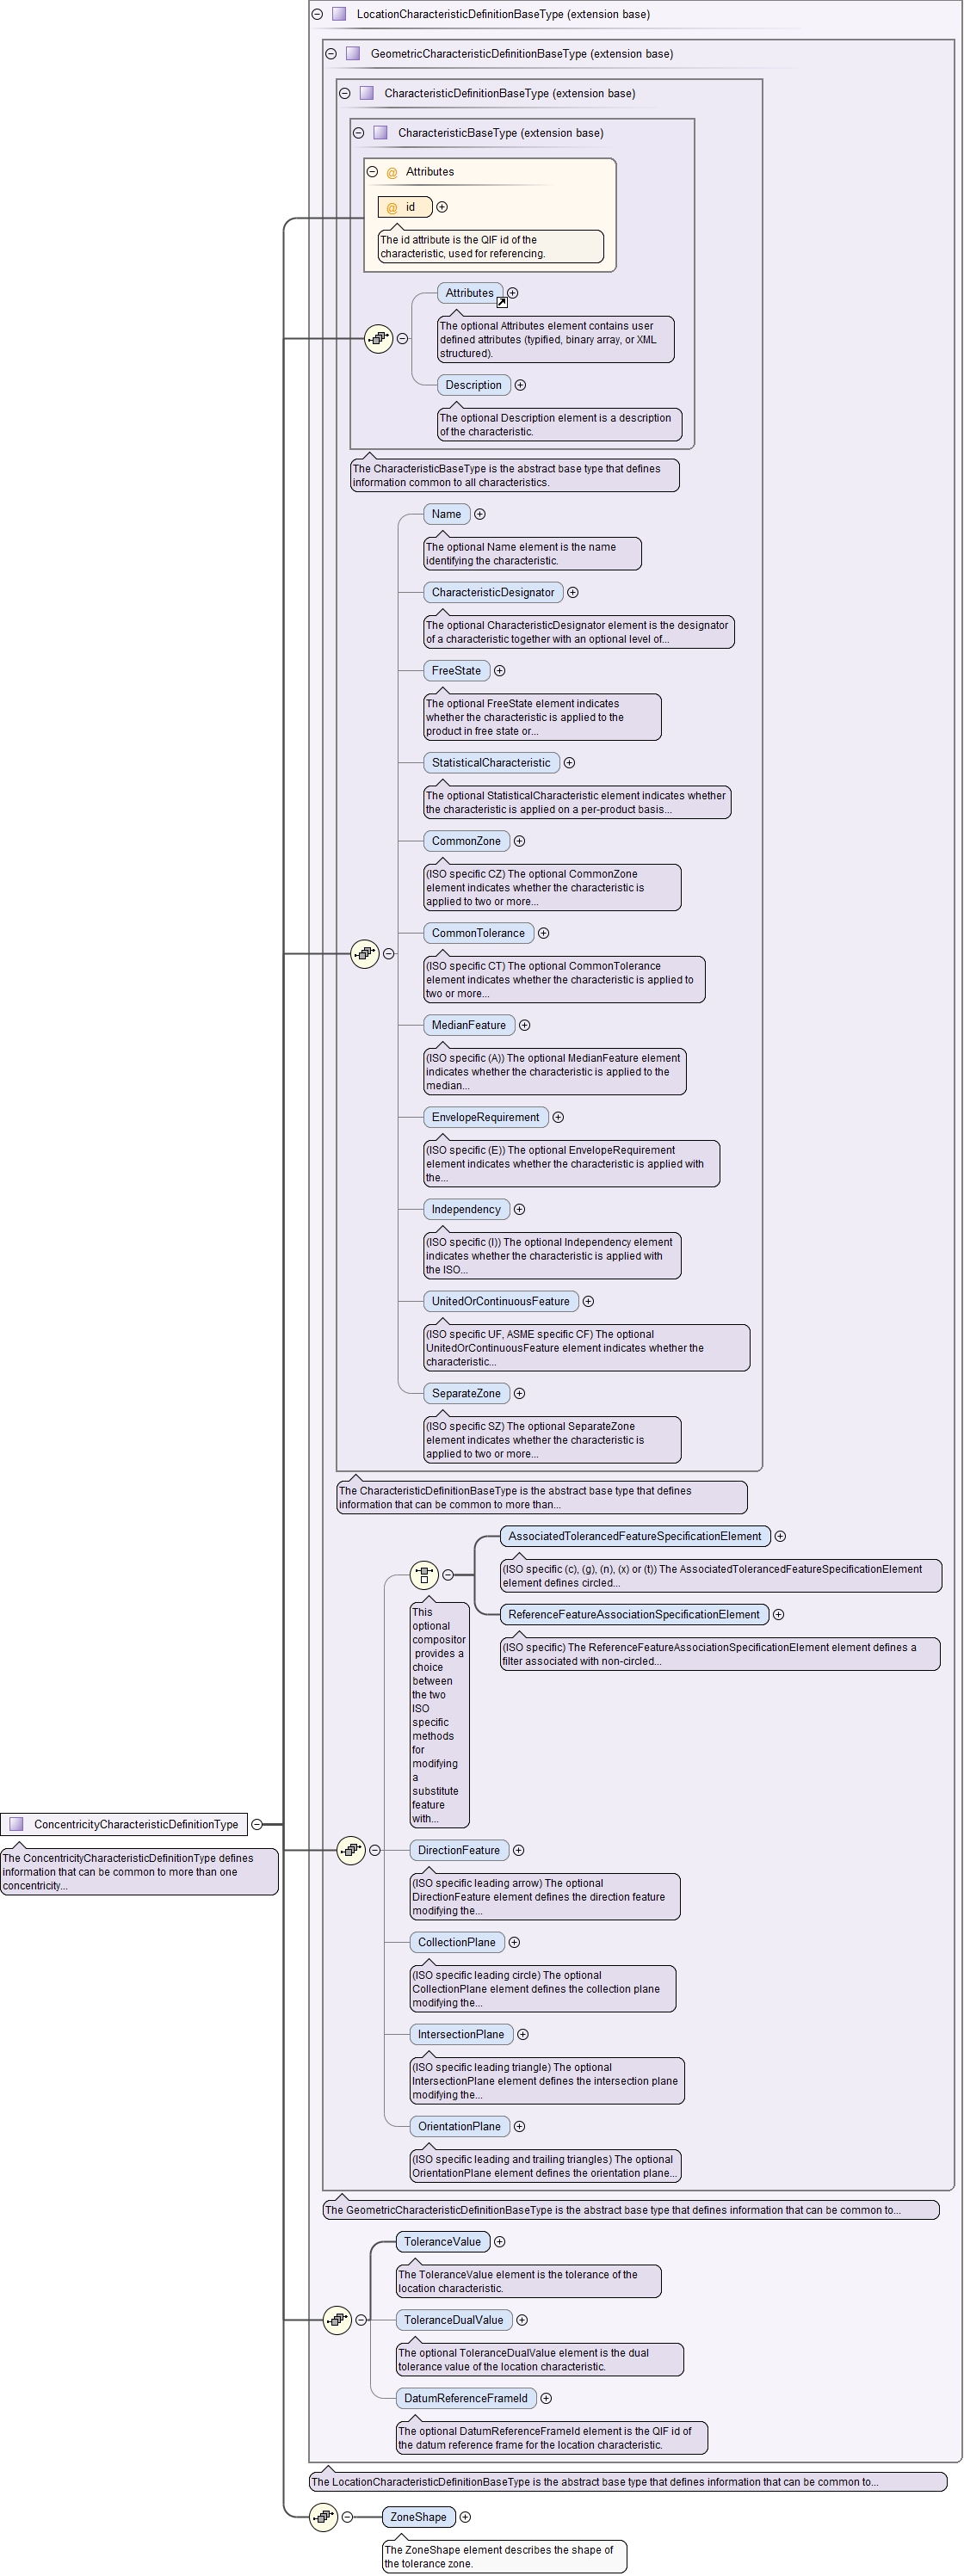 LocationCharacteristicDefinitionBaseType (extension base)
GeometricCharacteristicDefinitionBaseType (extension base)
CharacteristicDefinitionBaseType (extension base)
CharacteristicBaseType (extension base)
@ Attributes
@ id
The id attribute is the QIF id of the
characteristic, used for referencing.
Attributes
The optional Attributes element contains user
defined attributes (typified, binary array, or XML
structured).
Description
The optional Description element is a description
of the characteristic.
The CharacteristicBaseType is the abstract base type that defines
information common to all characteristics.
Name
The optional Name element is the name
identifying the characteristic.
CharacteristicDesignator
The optional CharacteristicDesignator element is the designator
of a characteristic together with an optional level of...
FreeState
The optional FreeState element indicates
whether the characteristic is applied to the
product in free state or...
StatisticalCharacteristic
The optional StatisticalCharacteristic element indicates whether
the characteristic is applied on a per-product basis...
CommonZone
(ISO specific CZ) The optional CommonZone
element indicates whether the characteristic is
applied to two or more...
CommonTolerance
(ISO specific CT) The optional CommonTolerance
element indicates whether the characteristic is applied to
two or more...
MedianFeature
(ISO specific (A)) The optional MedianFeature element
indicates whether the characteristic is applied to the
median...
EnvelopeRequirement
(ISO specific (E)) The optional EnvelopeRequirement
element indicates whether the characteristic is applied with
the...
Independency
(ISO specific (I)) The optional Independency element
indicates whether the characteristic is applied with
the ISO...
UnitedOrContinuousFeature
(ISO specific UF, ASME specific CF) The optional
UnitedOrContinuousFeature element indicates whether the
characteristic...
SeparateZone
(ISO specific SZ) The optional SeparateZone
element indicates whether the characteristic is
applied to two or more...
The CharacteristicDefinitionBaseType is the abstract base type that defines
information that can be common to more than...
AssociatedTolerancedFeatureSpecificationElement
(ISO specific (c), (g), (n), (x) or (t)) The AssociatedTolerancedFeatureSpecificationElement
element defines circled...
ReferenceFeatureAssociationSpecificationElement
(ISO specific) The ReferenceFeatureAssociationSpecificationElement element defines a
filter associated with non-circled...
This
optional
compositor
provides a
choice
between
the two
ISO
specific
methods
for
modifying
a
substitute
feature
with...
ConcentricityCharacteristicDefinitionType
The ConcentricityCharacteristicDefinitionType defines
information that can be common to more than one
concentricity...
DirectionFeature
(ISO specific leading arrow) The optional
DirectionFeature element defines the direction feature
modifying the...
CollectionPlane
(ISO specific leading circle) The optional
CollectionPlane element defines the collection plane
modifying the...
IntersectionPlane
(ISO specific leading triangle) The optional
IntersectionPlane element defines the intersection plane
modifying the...
OrientationPlane
(ISO specific leading and trailing triangles) The optional
OrientationPlane element defines the orientation plane...
The GeometricCharacteristicDefinitionBaseType is the abstract base type that defines information that can be common to...
ToleranceValue
The ToleranceValue element is the tolerance of the
location characteristic.
ToleranceDualValue
The optional ToleranceDualValue element is the dual
tolerance value of the location characteristic.
DatumReferenceFrameId
The optional DatumReferenceFrameId element is the QIF id of
the datum reference frame for the location characteristic.
The LocationCharacteristicDefinitionBaseType is the abstract base type that defines information that can be common to...
ZoneShape
The ZoneShape element describes the shape of
the tolerance zone.